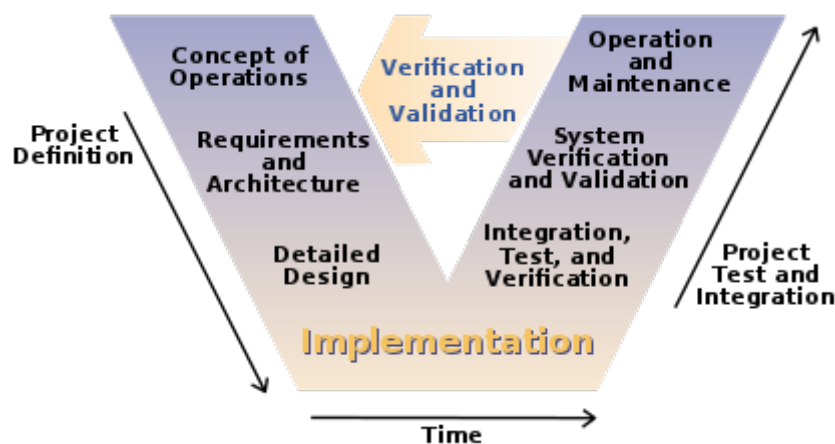 Concept of
Operations
Verification
and
Validation
Operation
and
Maintenance
Project
Definition
Requirements
and
Architecture
System
Verification
and Validation
Detailed
Design
Integration,
Test, and
Verification
Project
Test and
Integration
Implementation
Time